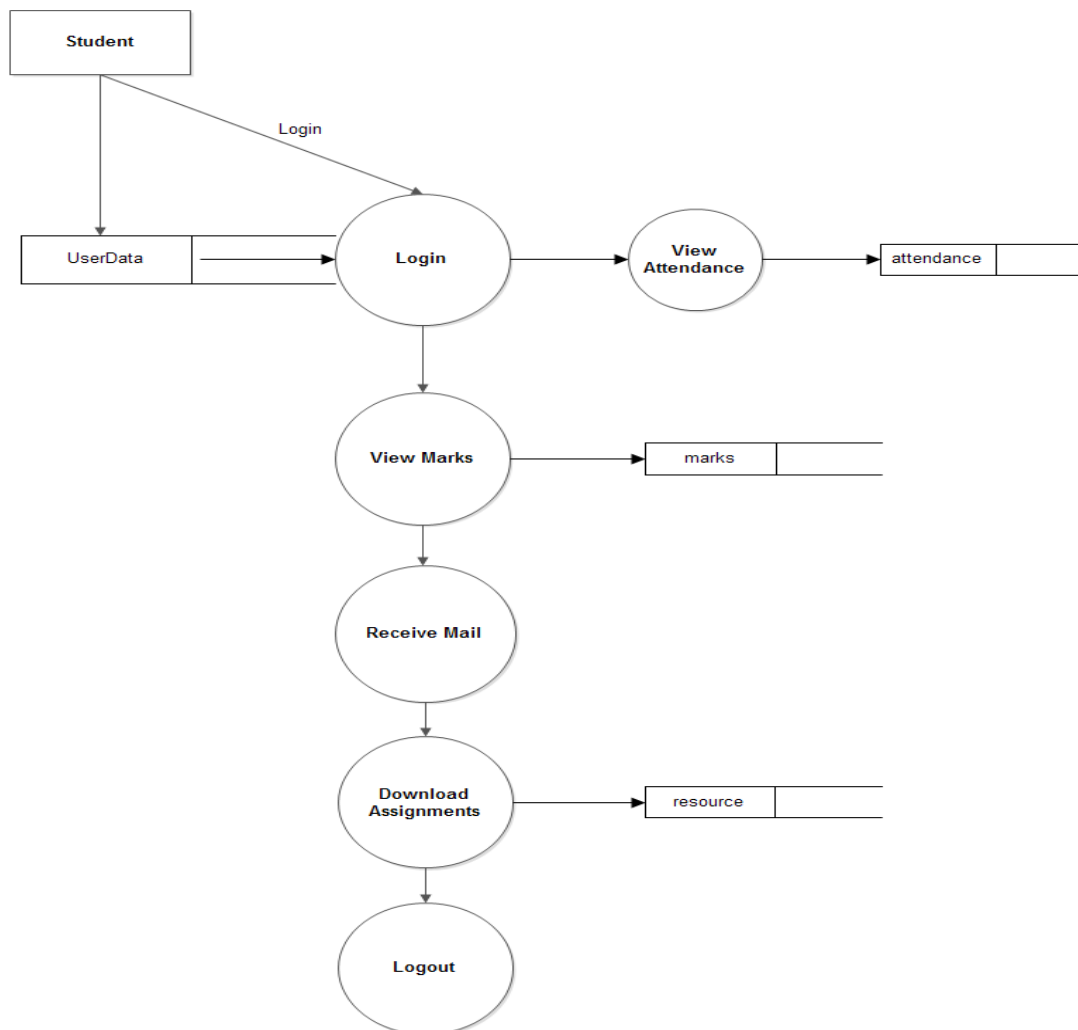 Student
Login
UserData
Login
View
Attendance
attendance
View Marks
marks
Receive Mail
Download
Assignments
resource
Logout